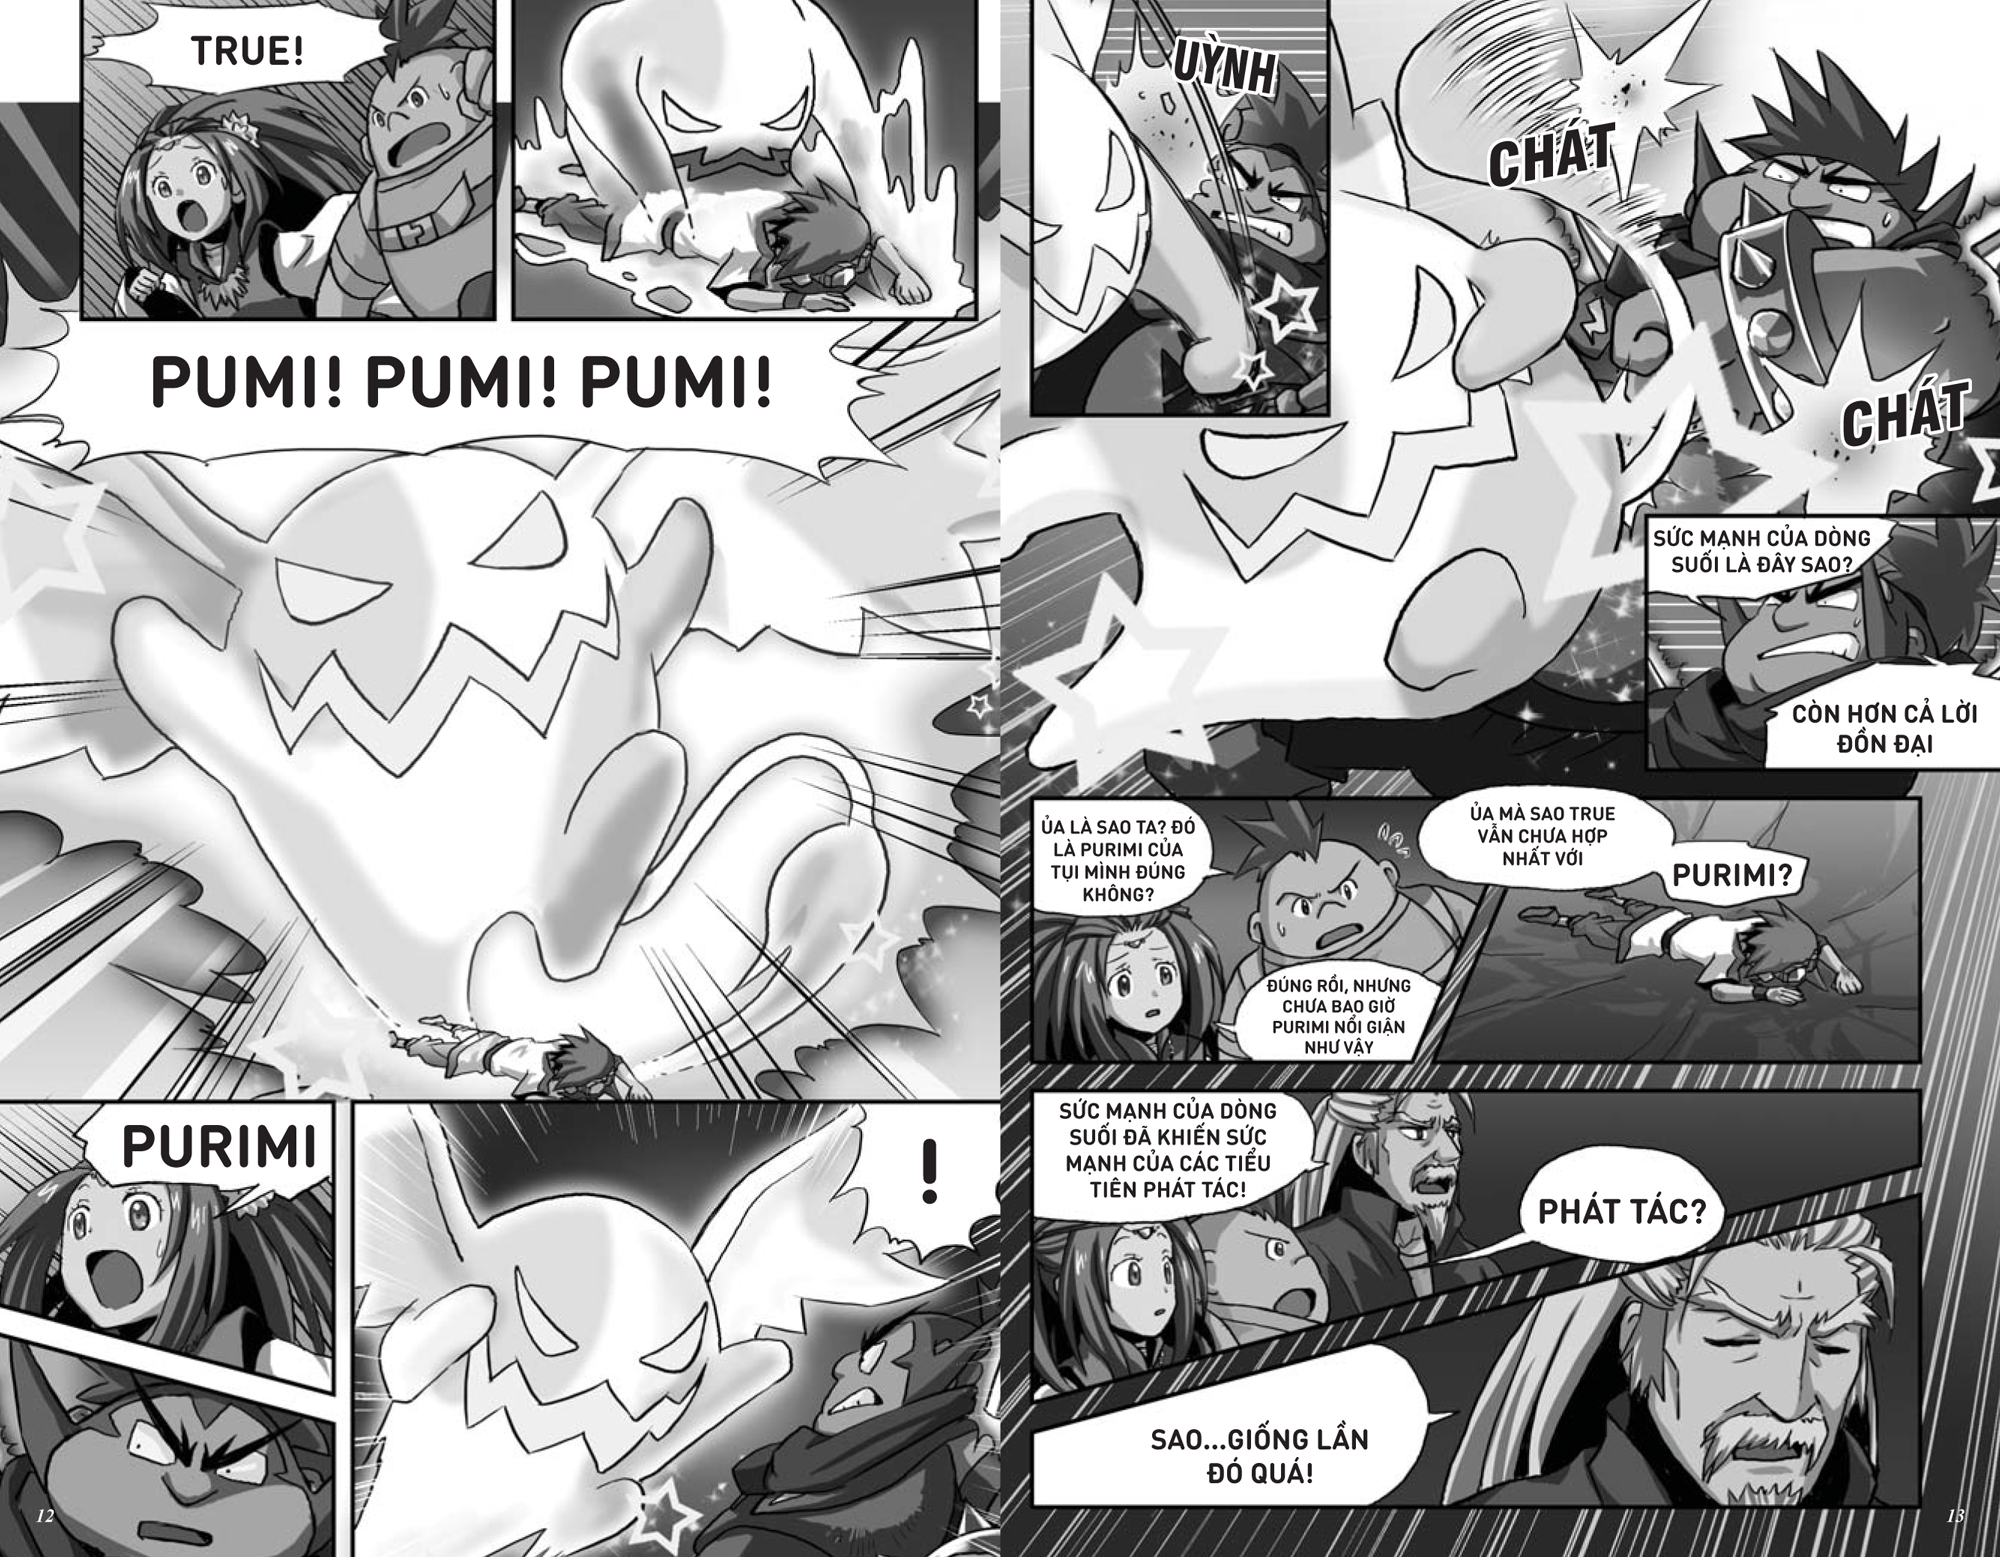 TRUE!
PUMI! PUMI! PUMI!
PURIMI
!
12
UỲNH
CHÁT
CHÁT
SỨC MẠNH CỦA DÒNG
SUỐI LÀ ĐÂY SAO?
CÒN HƠN CẢ LỜI
ĐỒN ĐẠI
ỦA LÀ SAO TA? ĐÓ
LÀ PURIMI CỦA
TỤI MÌNH ĐÚNG
KHÔNG?
ĐÚNG RỒI, NHƯNG
CHƯA BAO GIỜ
PURIMI NỔI GIẬN
NHƯ VẬY
ỦA MÀ SAO TRUE
VẪN CHƯA HỢP
NHẤT VỚI
PURIMI?
SỨC MẠNH CỦA DÒNG
SUỐI ĐÃ KHIẾN SỨC
MẠNH CỦA CÁC TIỂU
TIÊN PHÁT TÁC!
PHÁT TÁC?
SAO...GIỐNG LẦN
ĐÓ QUÁ!
13